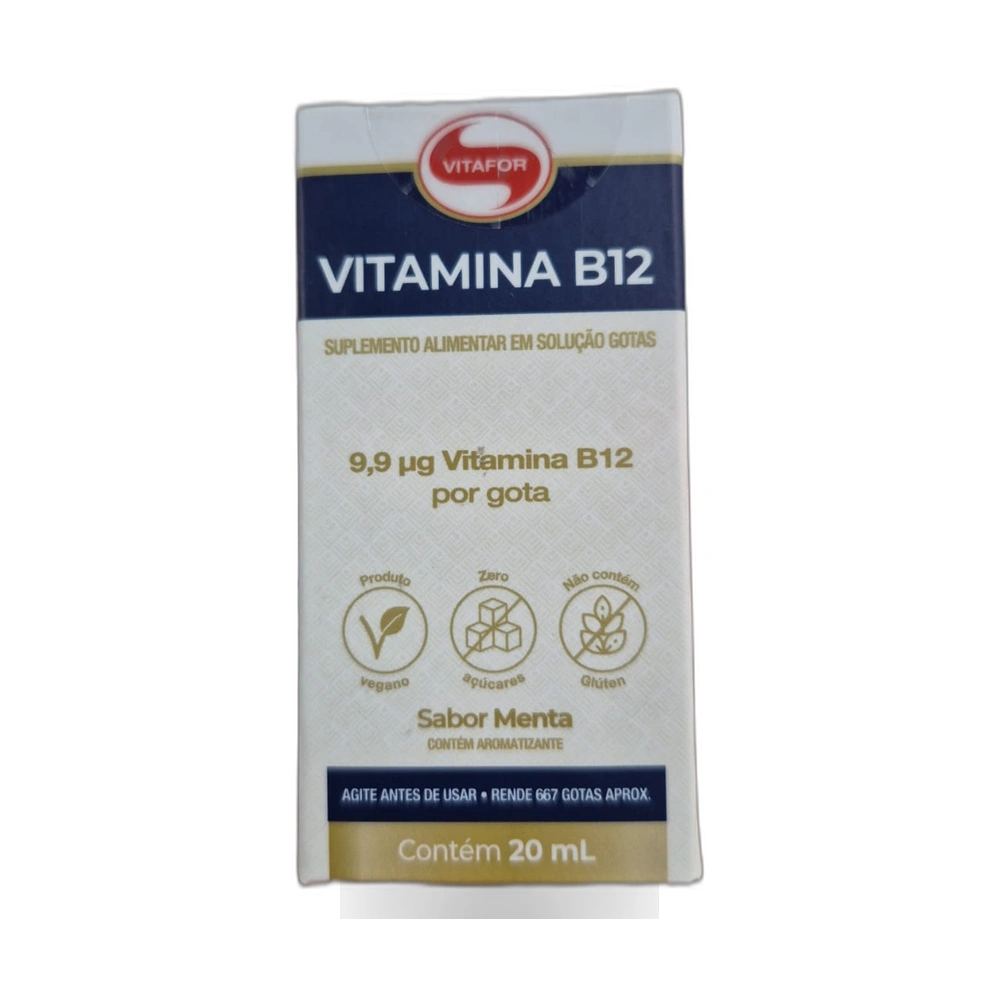 VITAFOR
VITAMINA B12
SUPLEMENTO ALIMENTAR EM SOLUÇÃO GOTAS
9,9 µg Vitamina B12
por gota
Produto
vegano
Zero
açúcares
Não contém
Glúten
Sabor Menta
CONTÉM AROMATIZANTE
AGITE ANTES DE USAR • RENDE 667 GOTAS APROX.
Contém 20 mL